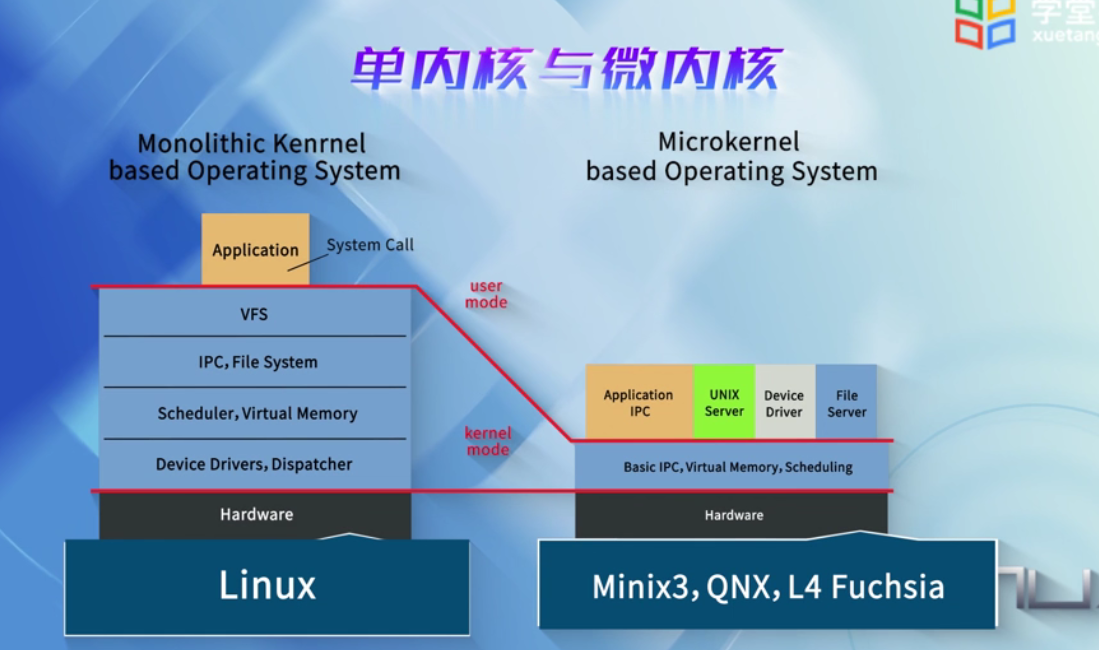 学堂
xuetang
单内核与微内核
Monolithic Kenrnel
based Operating System
Microkernel
based Operating System
Application
System Call
user
mode
VFS
IPC, File System
Scheduler, Virtual Memory
Device Drivers, Dispatcher
Hardware
kernel
mode
Application
IPC
UNIX
Server
Device
Driver
File
Server
Basic IPC, Virtual Memory, Scheduling
Hardware
Linux
Minix3, QNX, L4 Fuchsia